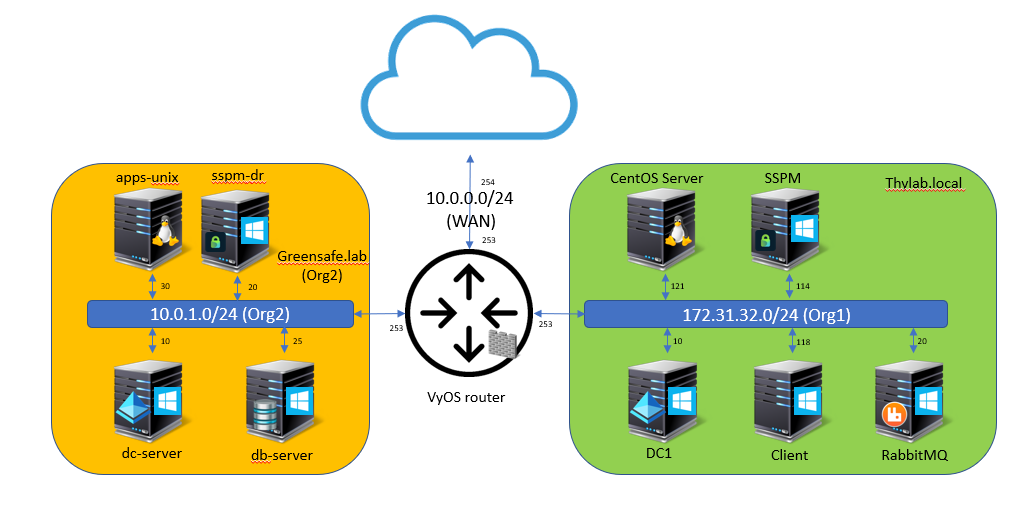 254
10.0.0.0/24
(WAN)
253
apps-unix
sspm-dr
Greensafe.lab
(Org2)
30
20
10.0.1.0/24 (Org2)
253
10
25
dc-server
db-server
VyOS router
CentOS Server
SSPM
Thylab.local
121
114
172.31.32.0/24 (Org1)
253
10
118
20
DC1
Client
RabbitMQ